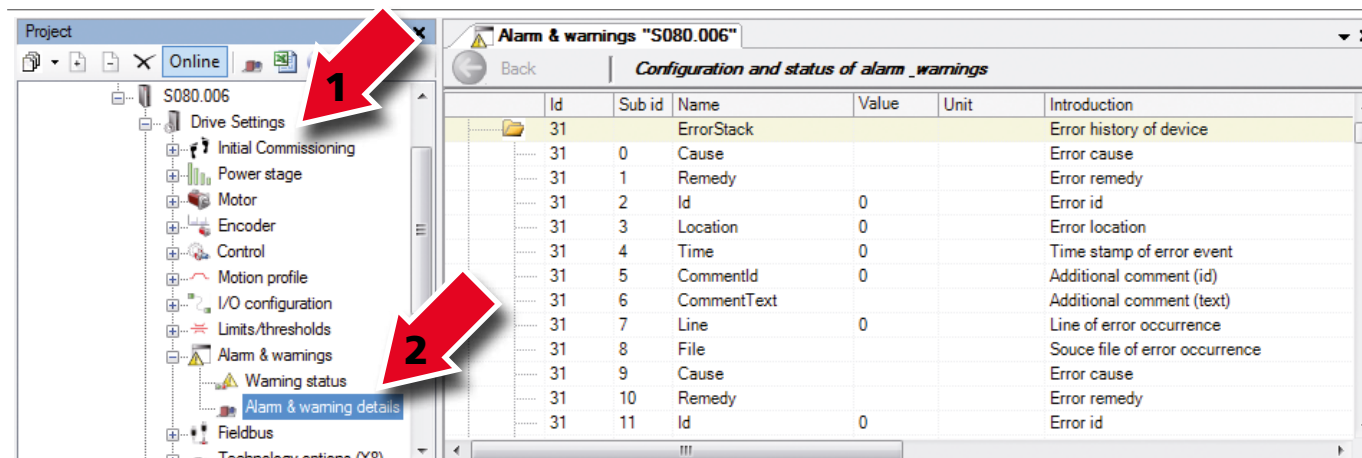 Project
Online
1
S080.006
Drive Settings
Initial Commissioning
Power stage
Motor
Encoder
Control
Motion profile
I/O configuration
Limits/thresholds
Alarm & warnings
2
Warning status
Alarm & warning details
Fieldbus
Technology options (X8)
Alarm & warnings "S080.006"
Back Configuration and status of alarm_warnings
Id Sub id Name Value Unit Introduction
31 ErrorStack Error history of device
31 0 Cause Error cause
31 1 Remedy Error remedy
31 2 Id 0 Error id
31 3 Location 0 Error location
31 4 Time 0 Time stamp of error event
31 5 CommentId 0 Additional comment (id)
31 6 CommentText Additional comment (text)
31 7 Line 0 Line of error occurrence
31 8 File Souce file of error occurrence
31 9 Cause Error cause
31 10 Remedy Error remedy
31 11 Id 0 Error id